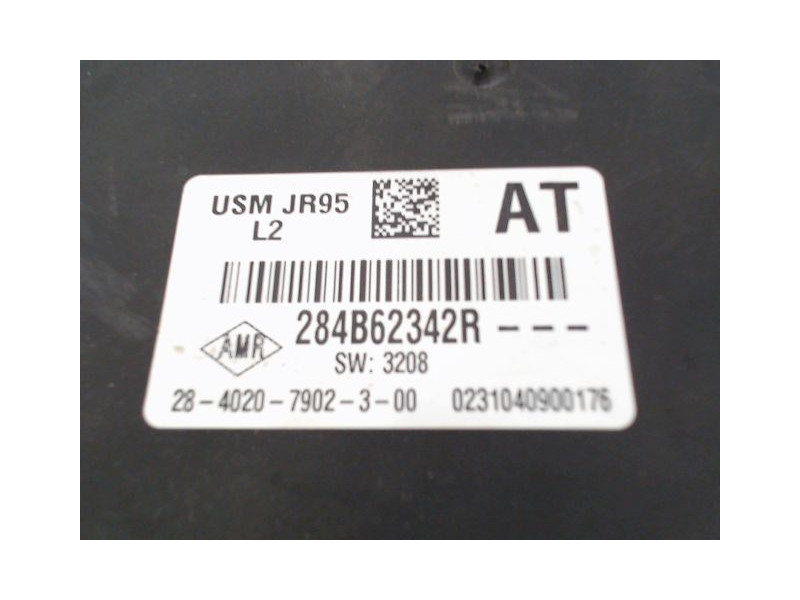 USM JR95
L2
AT
284B62342R ---
AMR
SW: 3208
28-4020-7902-3-00 0231040900176